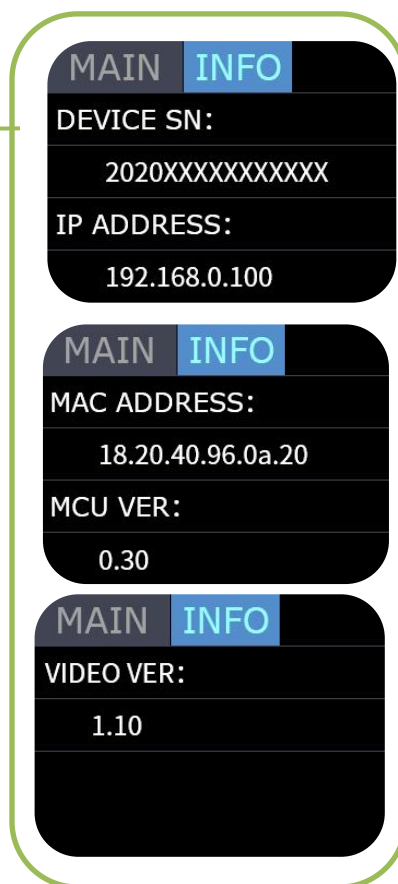 MAIN INFO
DEVICE SN:
2020XXXXXXXXXXX
IP ADDRESS:
192.168.0.100
MAIN INFO
MAC ADDRESS:
18.20.40.96.0a.20
MCU VER:
0.30
MAIN INFO
VIDEO VER:
1.10